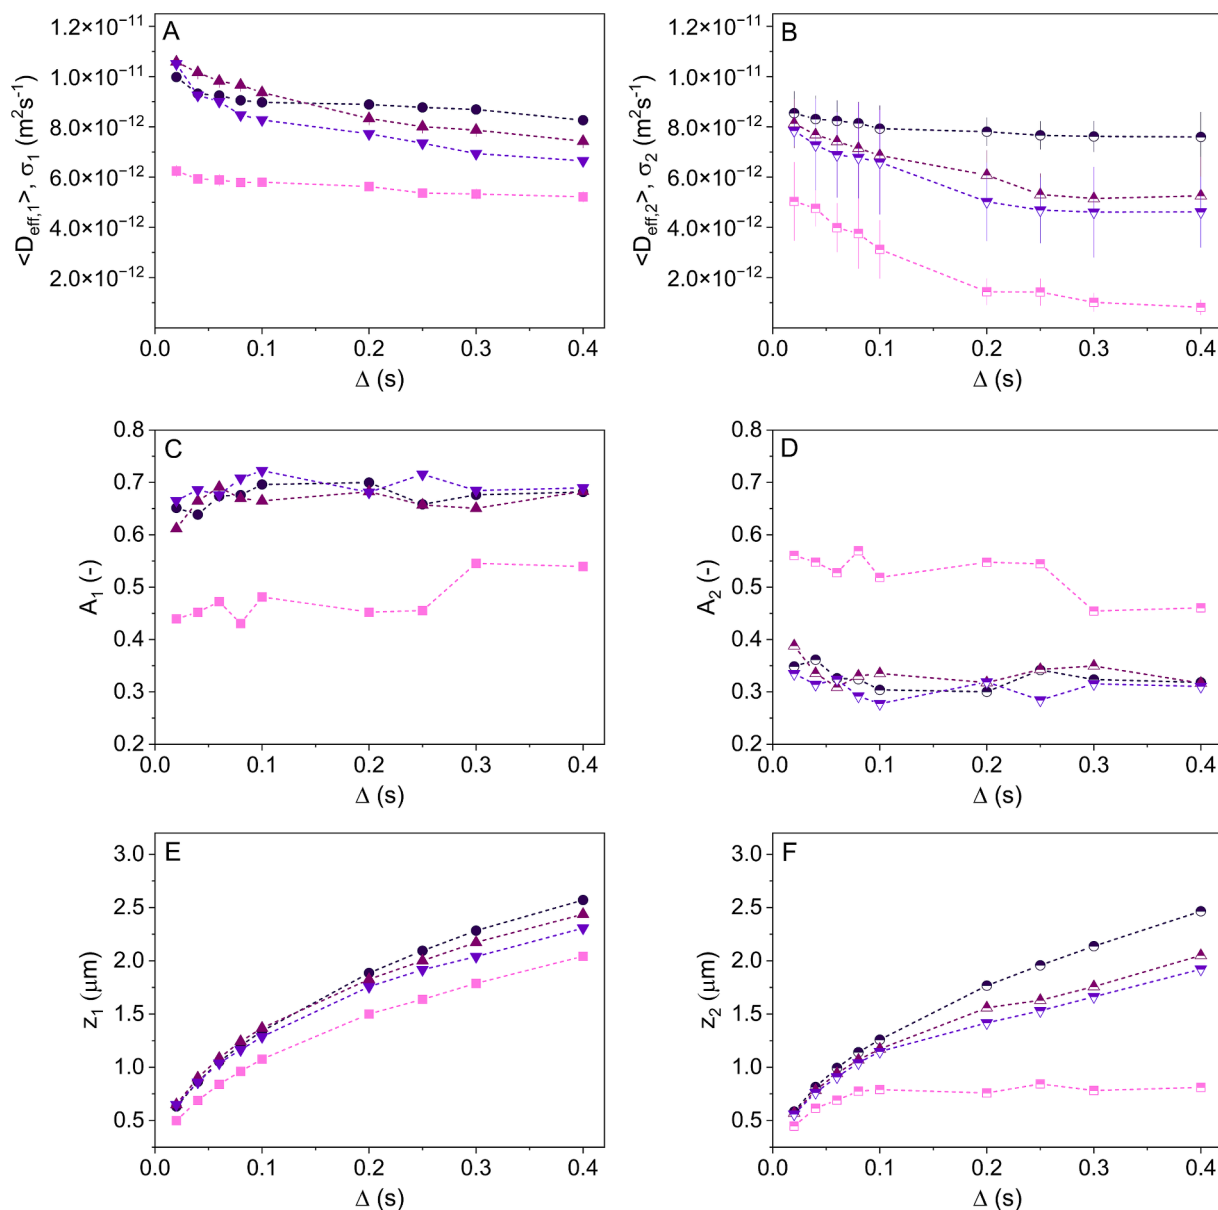 A
1.2×10⁻¹¹
1.0×10⁻¹¹
8.0×10⁻¹²
6.0×10⁻¹²
4.0×10⁻¹²
2.0×10⁻¹²
<D_eff,1>, σ₁ (m²s⁻¹)
0.0 0.1 0.2 0.3 0.4
Δ (s)
B
1.2×10⁻¹¹
1.0×10⁻¹¹
8.0×10⁻¹²
6.0×10⁻¹²
4.0×10⁻¹²
2.0×10⁻¹²
<D_eff,2>, σ₂ (m²s⁻¹)
0.0 0.1 0.2 0.3 0.4
Δ (s)
C
0.8
0.7
0.6
0.5
0.4
0.3
0.2
A₁ (-)
0.0 0.1 0.2 0.3 0.4
Δ (s)
D
0.8
0.7
0.6
0.5
0.4
0.3
0.2
A₂ (-)
0.0 0.1 0.2 0.3 0.4
Δ (s)
E
3.0
2.5
2.0
1.5
1.0
0.5
z₁ (μm)
0.0 0.1 0.2 0.3 0.4
Δ (s)
F
3.0
2.5
2.0
1.5
1.0
0.5
z₂ (μm)
0.0 0.1 0.2 0.3 0.4
Δ (s)